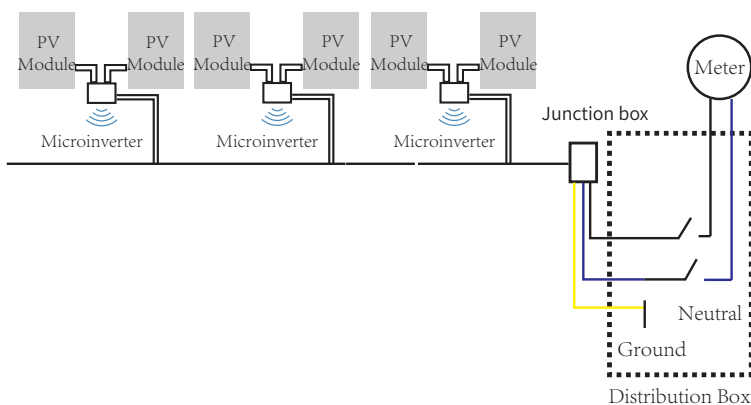 PV
Module
PV
Module
PV
Module
PV
Module
PV
Module
PV
Module
Meter
Microinverter
Microinverter
Microinverter
Junction box
Neutral
Ground
Distribution Box